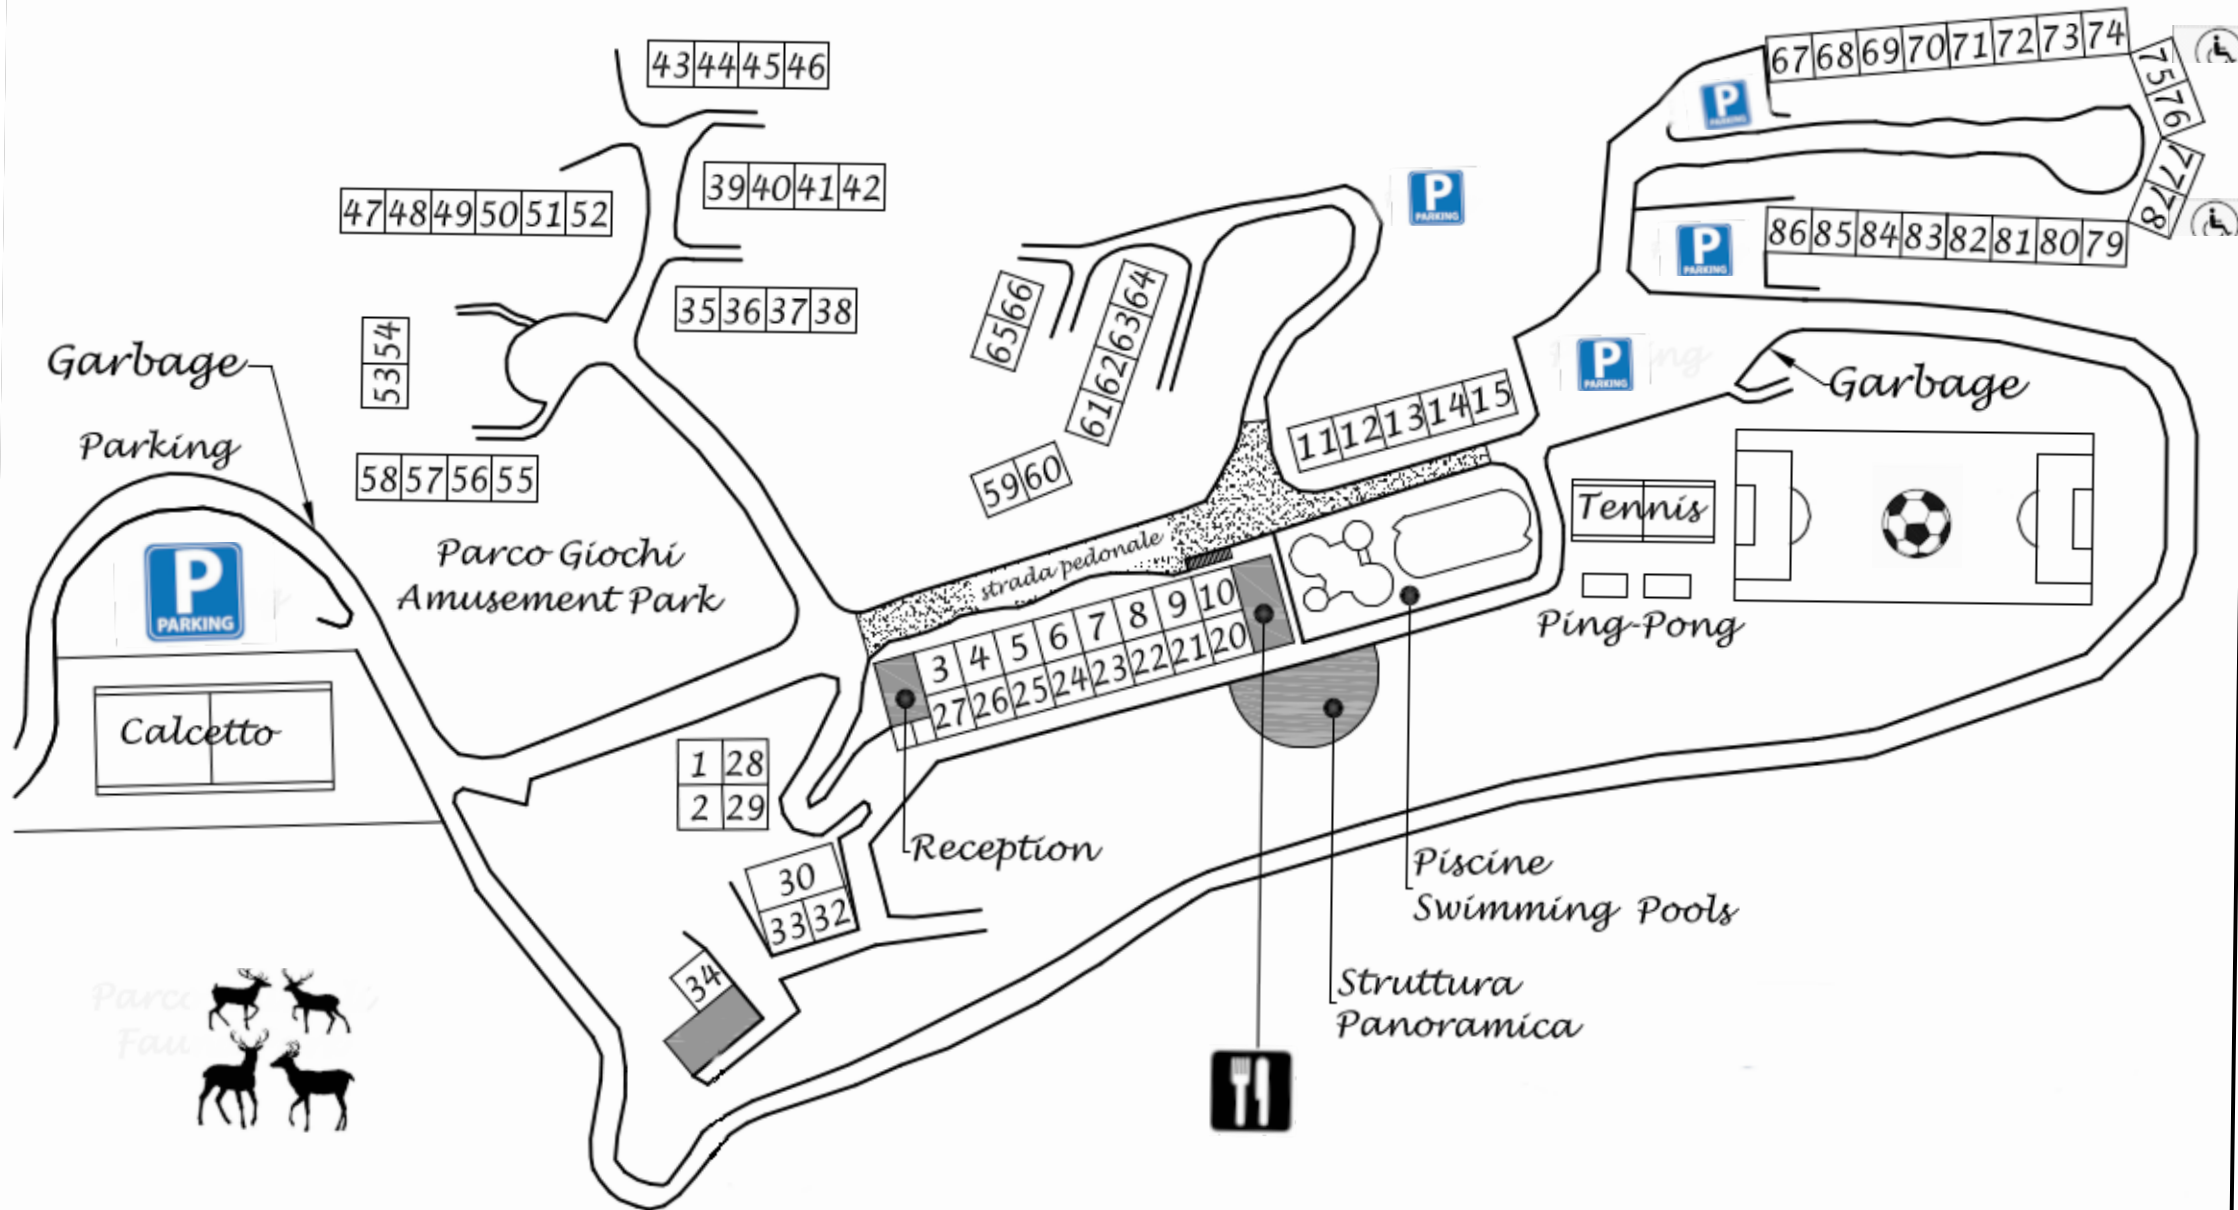 43 44 45 46
67 68 69 70 71 72 73 74
75 76
77 78
P
PARKING
39 40 41 42
47 48 49 50 51 52
P
PARKING
86 85 84 83 82 81 80 79
P
PARKING
35 36 37 38
65 66
61 62 63 64
53 54
Garbage
P
PARKING
Garbage
11 12 13 14 15
Parking
58 57 56 55
59 60
Tennis
Parco Giochi
Amusement Park
strada pedonale
P
PARKING
3 4 5 6 7 8 9 10
27 26 25 24 23 22 21 20
Ping-Pong
Calcetto
1 28
2 29
Reception
30
33 32
Piscine
Swimming Pools
34
Struttura
Panoramica